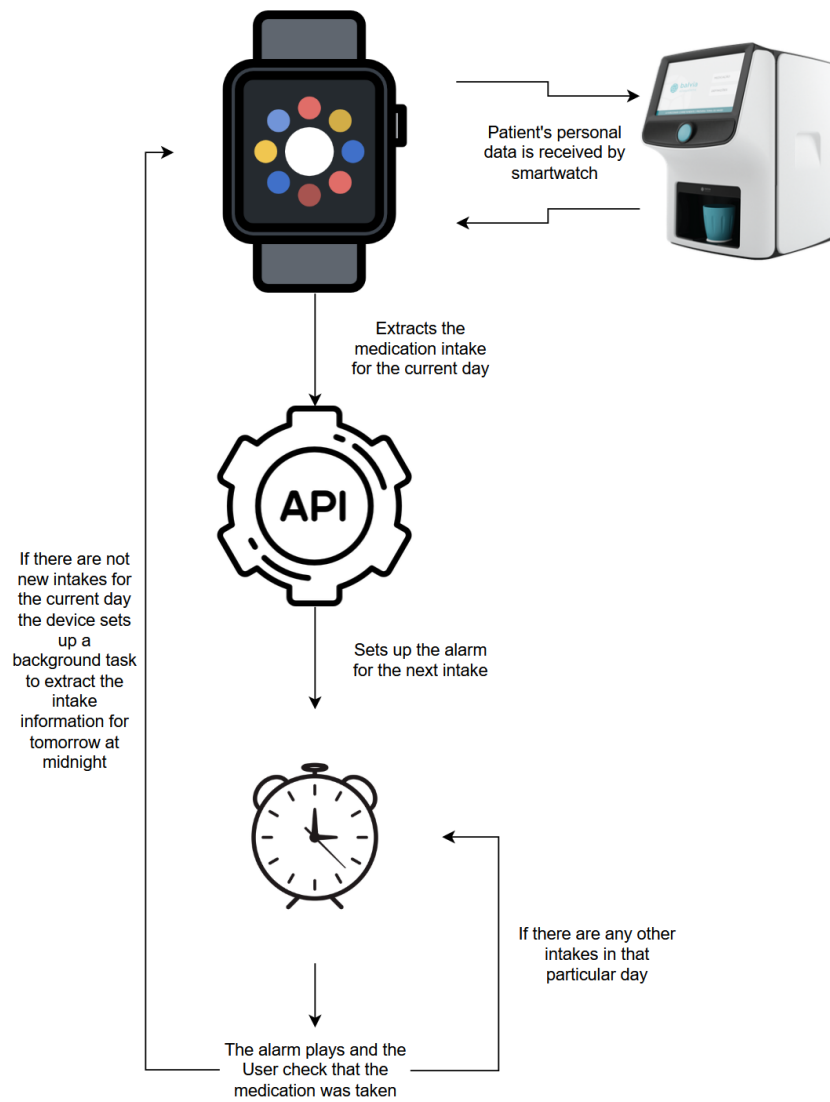 Patient's personal
data is received by
smartwatch
Extracts the
medication intake
for the current day
API
If there are not
new intakes for
the current day
the device sets
up a
background task
to extract the
intake
information for
tomorrow at
midnight
Sets up the alarm
for the next intake
If there are any other
intakes in that
particular day
The alarm plays and the
User check that the
medication was taken